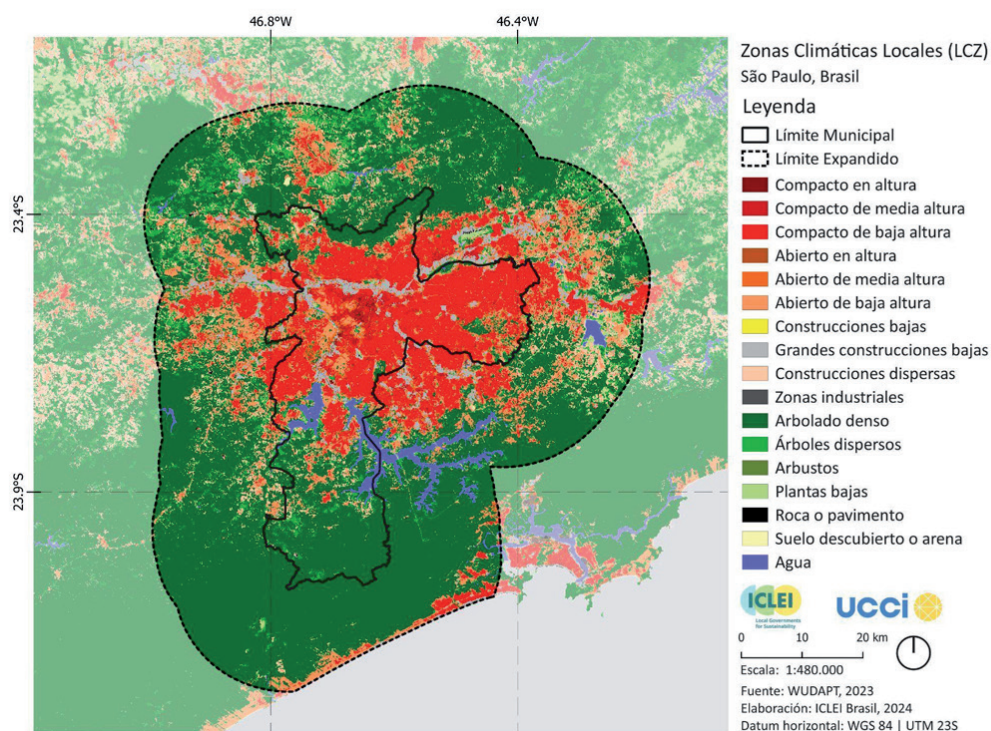 46.8°W
46.4°W
23.4°S
23.9°S
Zonas Climáticas Locales (LCZ)
São Paulo, Brasil
Leyenda
Límite Municipal
Límite Expandido
Compacto en altura
Compacto de media altura
Compacto de baja altura
Abierto en altura
Abierto de media altura
Abierto de baja altura
Construcciones bajas
Grandes construcciones bajas
Construcciones dispersas
Zonas industriales
Arbolado denso
Árboles dispersos
Arbustos
Plantas bajas
Roca o pavimento
Suelo descubierto o arena
Agua
ICLEI
Local Governments
for Sustainability
UCCI
0 10 20 km
Escala: 1:480.000
Fuente: WUDAPT, 2023
Elaboración: ICLEI Brasil, 2024
Datum horizontal: WGS 84 | UTM 23S